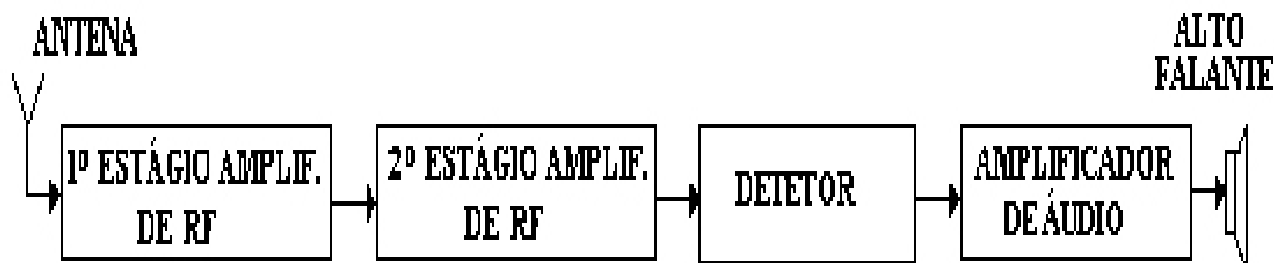 ANTENA
1º ESTÁGIO AMPLIF.
DE RF
2º ESTÁGIO AMPLIF.
DE RF
DETETOR
AMPLIFICADOR
DE ÁUDIO
ALTO
FALANTE